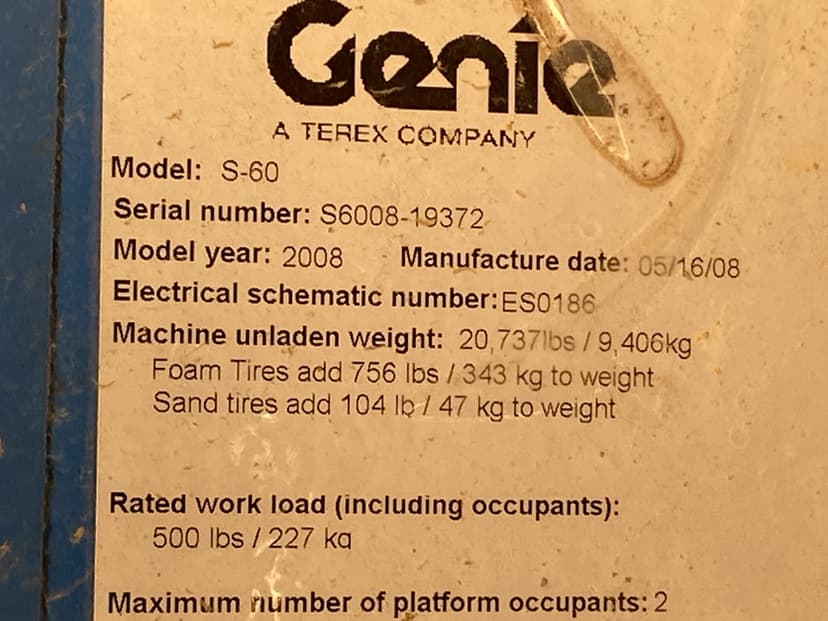 Genie
A TEREX COMPANY
Model: S-60
Serial number: S6008-19372
Model year: 2008 Manufacture date: 05/16/08
Electrical schematic number:ES0186
Machine unladen weight: 20,737lbs / 9,406kg
Foam Tires add 756 lbs / 343 kg to weight
Sand tires add 104 lb / 47 kg to weight
Rated work load (including occupants):
500 lbs / 227 kg
Maximum number of platform occupants: 2